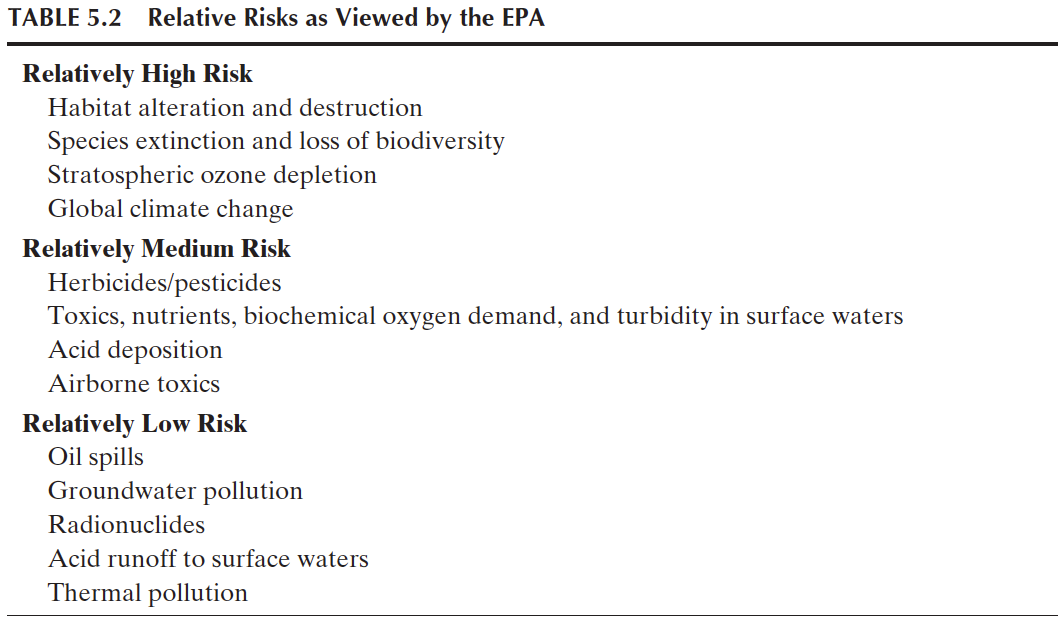 TABLE 5.2 Relative Risks as Viewed by the EPA
Relatively High Risk
Habitat alteration and destruction
Species extinction and loss of biodiversity
Stratospheric ozone depletion
Global climate change
Relatively Medium Risk
Herbicides/pesticides
Toxics, nutrients, biochemical oxygen demand, and turbidity in surface waters
Acid deposition
Airborne toxics
Relatively Low Risk
Oil spills
Groundwater pollution
Radionuclides
Acid runoff to surface waters
Thermal pollution